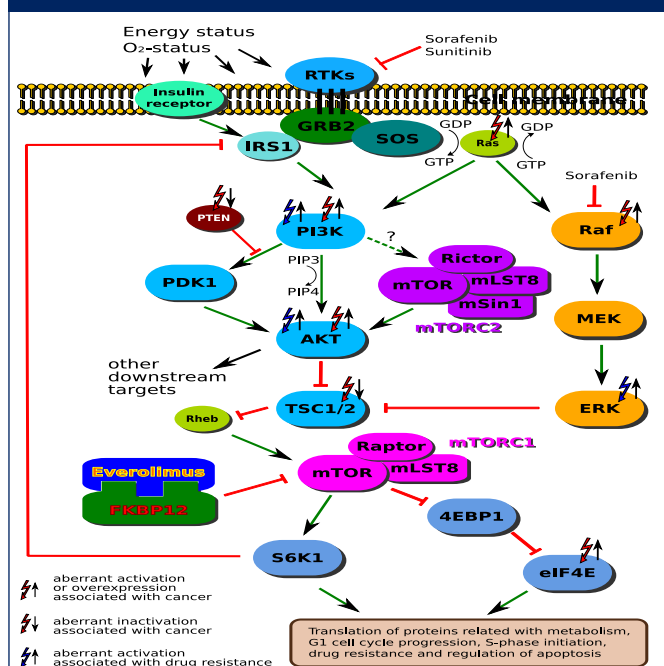 Energy status
O₂-status
Sorafenib
Sunitinib
RTKs
Insulin
receptor
Cell membrane
GRB2
SOS
GDP
GTP
Ras
GDP
GTP
IRS1
Sorafenib
PTEN
PI3K
?
Raf
Rictor
PIP3
PIP4
PDK1
mTOR
mLST8
mSin1
mTORC2
MEK
AKT
other
downstream
targets
TSC1/2
ERK
Rheb
Raptor
mTORC1
mTOR
mLST8
Everolimus
FKBP12
4EBP1
S6K1
eIF4E
aberrant activation
or overexpression
associated with cancer
aberrant inactivation
associated with cancer
aberrant activation
associated with drug resistance
Translation of proteins related with metabolism,
G1 cell cycle progression, S-phase initiation,
drug resistance and regulation of apoptosis